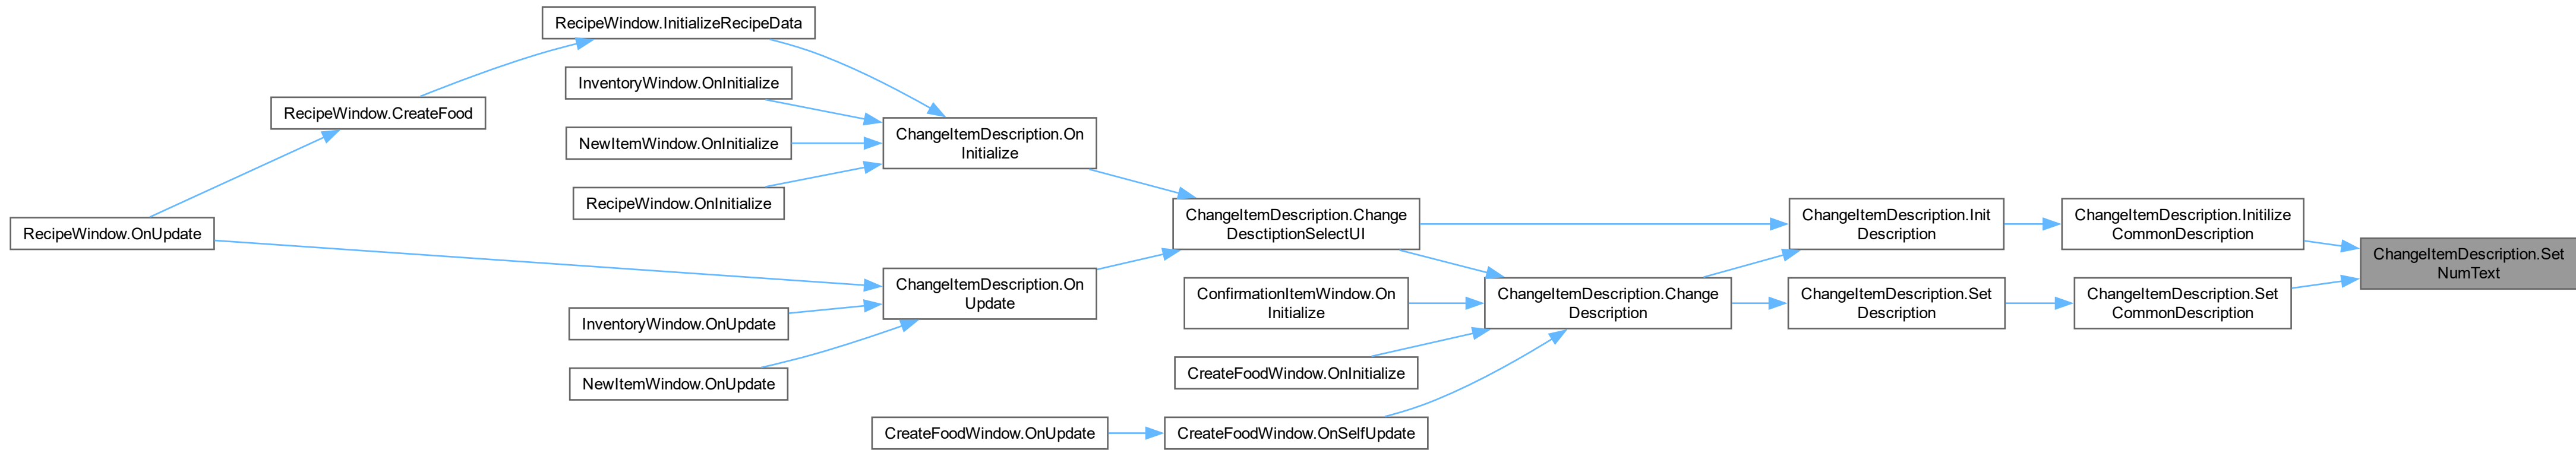 RecipeWindow.InitializeRecipeData
InventoryWindow.OnInitialize
RecipeWindow.CreateFood
ChangeItemDescription.On
Initialize
NewItemWindow.OnInitialize
RecipeWindow.OnInitialize
RecipeWindow.OnUpdate
ChangeItemDescription.Change
DesctiptionSelectUI
ChangeItemDescription.Init
Description
ChangeItemDescription.Initilize
CommonDescription
ChangeItemDescription.Set
NumText
ChangeItemDescription.On
Update
ConfirmationItemWindow.On
Initialize
ChangeItemDescription.Change
Description
ChangeItemDescription.Set
Description
ChangeItemDescription.Set
CommonDescription
InventoryWindow.OnUpdate
NewItemWindow.OnUpdate
CreateFoodWindow.OnInitialize
CreateFoodWindow.OnUpdate
CreateFoodWindow.OnSelfUpdate